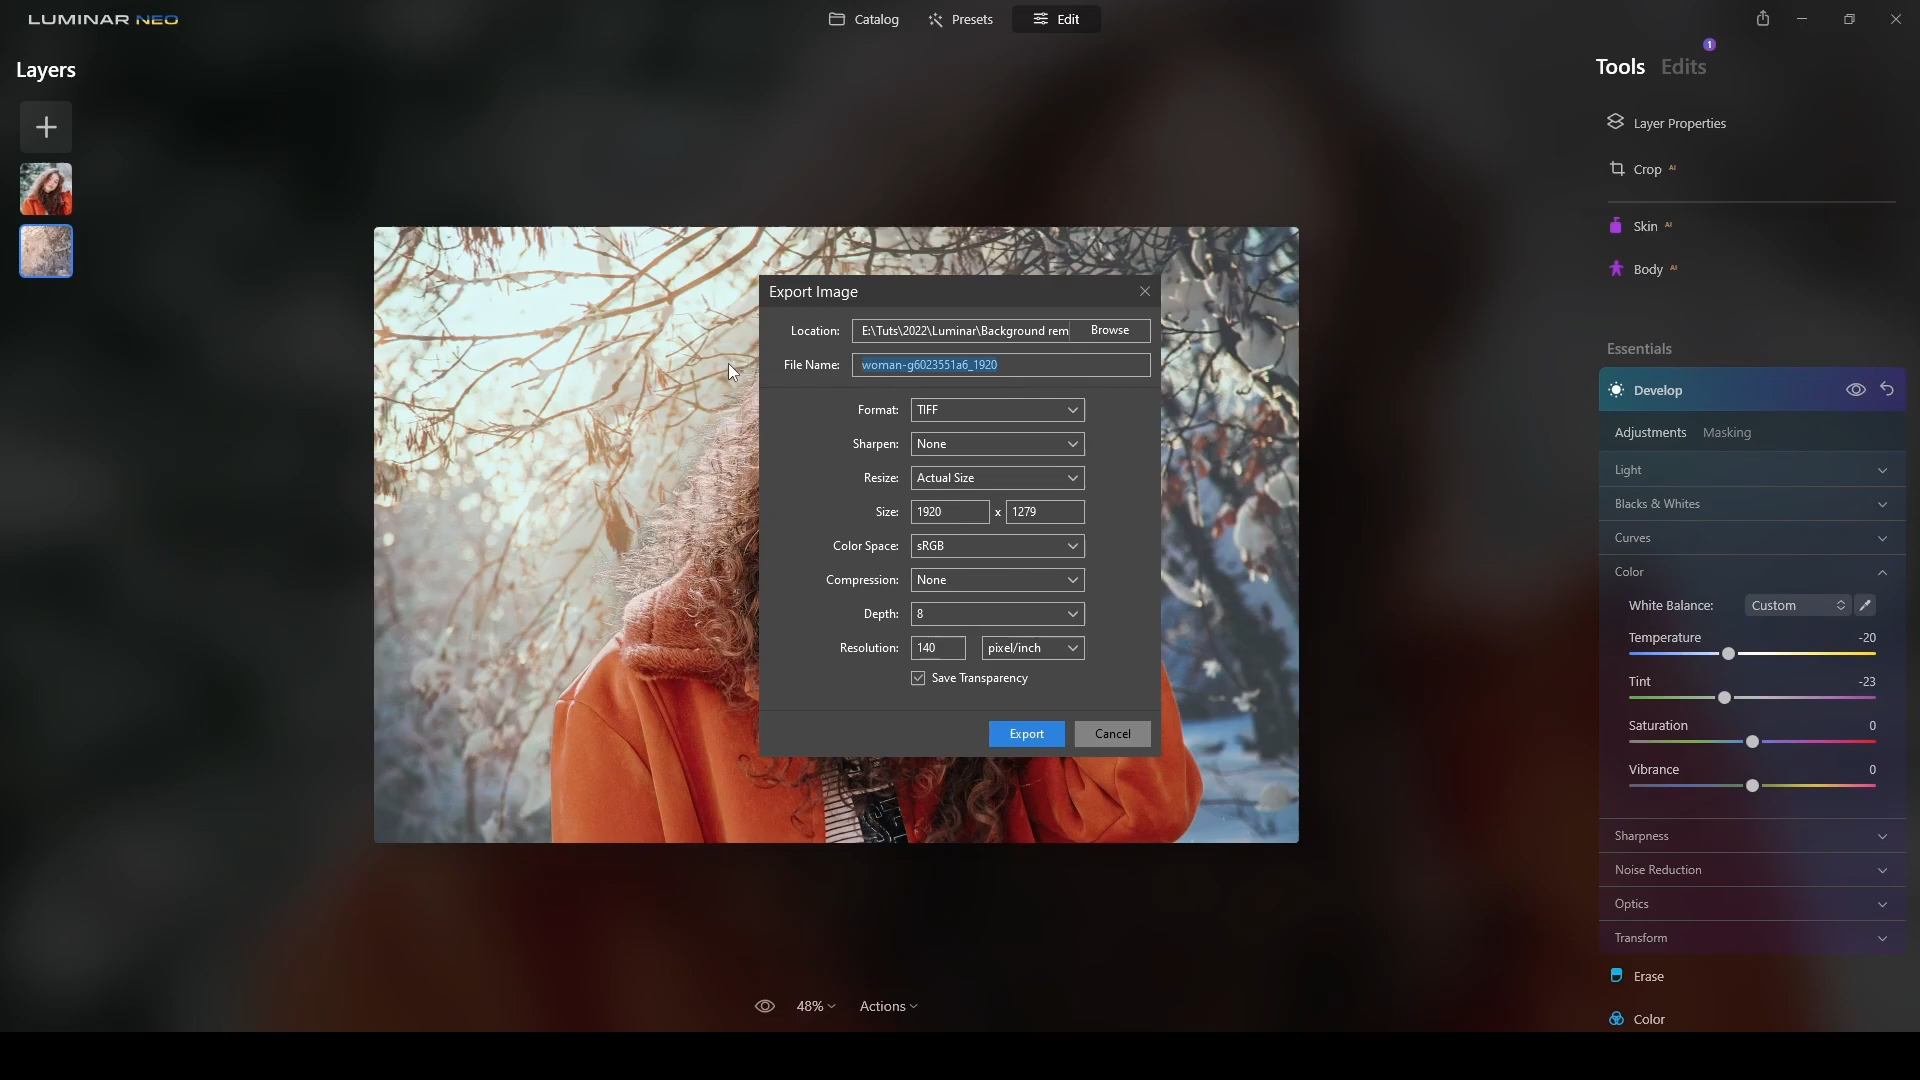 LUMINAR NEO
Catalog
Presets
Edit
Layers
1
Tools Edits
Layer Properties
Crop AI
Skin AI
Body AI
Essentials
Develop
Adjustments Masking
Light
Blacks & Whites
Curves
Color
White Balance: Custom
Temperature -20
Tint -23
Saturation 0
Vibrance 0
Sharpness
Noise Reduction
Optics
Transform
Erase
Color
Export Image
Location: E:\Tuts\2022\Luminar\Background rem Browse
File Name: woman-g6023551a6_1920
Format: TIFF
Sharpen: None
Resize: Actual Size
Size: 1920 x 1279
Color Space: sRGB
Compression: None
Depth: 8
Resolution: 140 pixel/inch
Save Transparency
Export Cancel
48% Actions